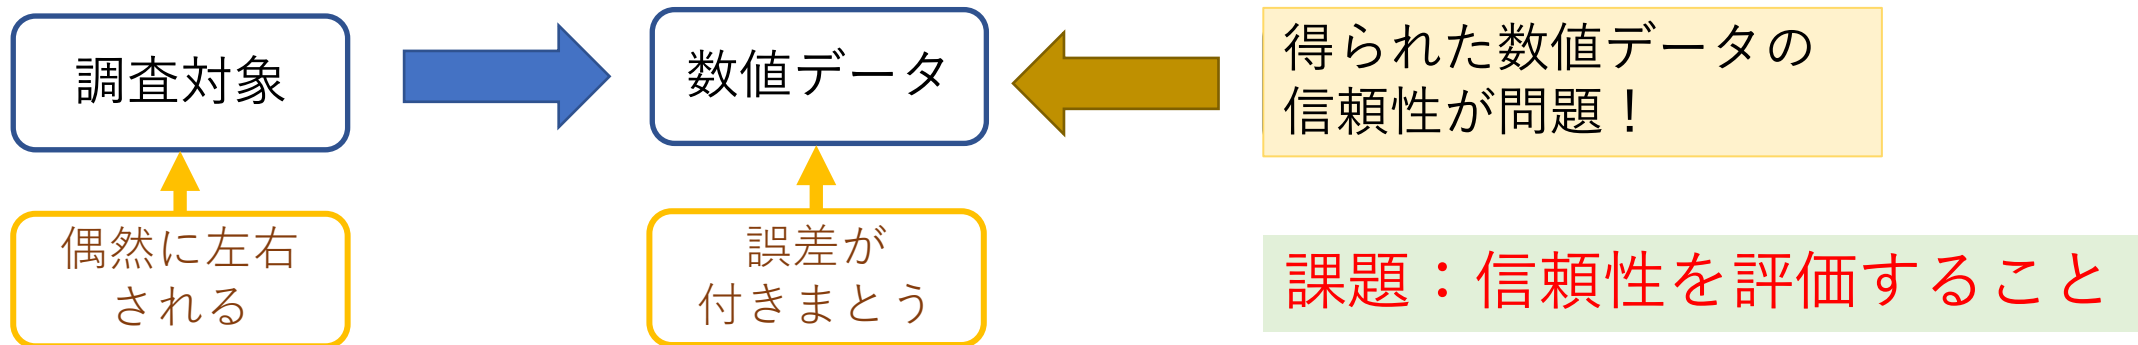 調査対象
数値データ
得られた数値データの
信頼性が問題！
偶然に左右
される
誤差が
付きまとう
課題：信頼性を評価すること